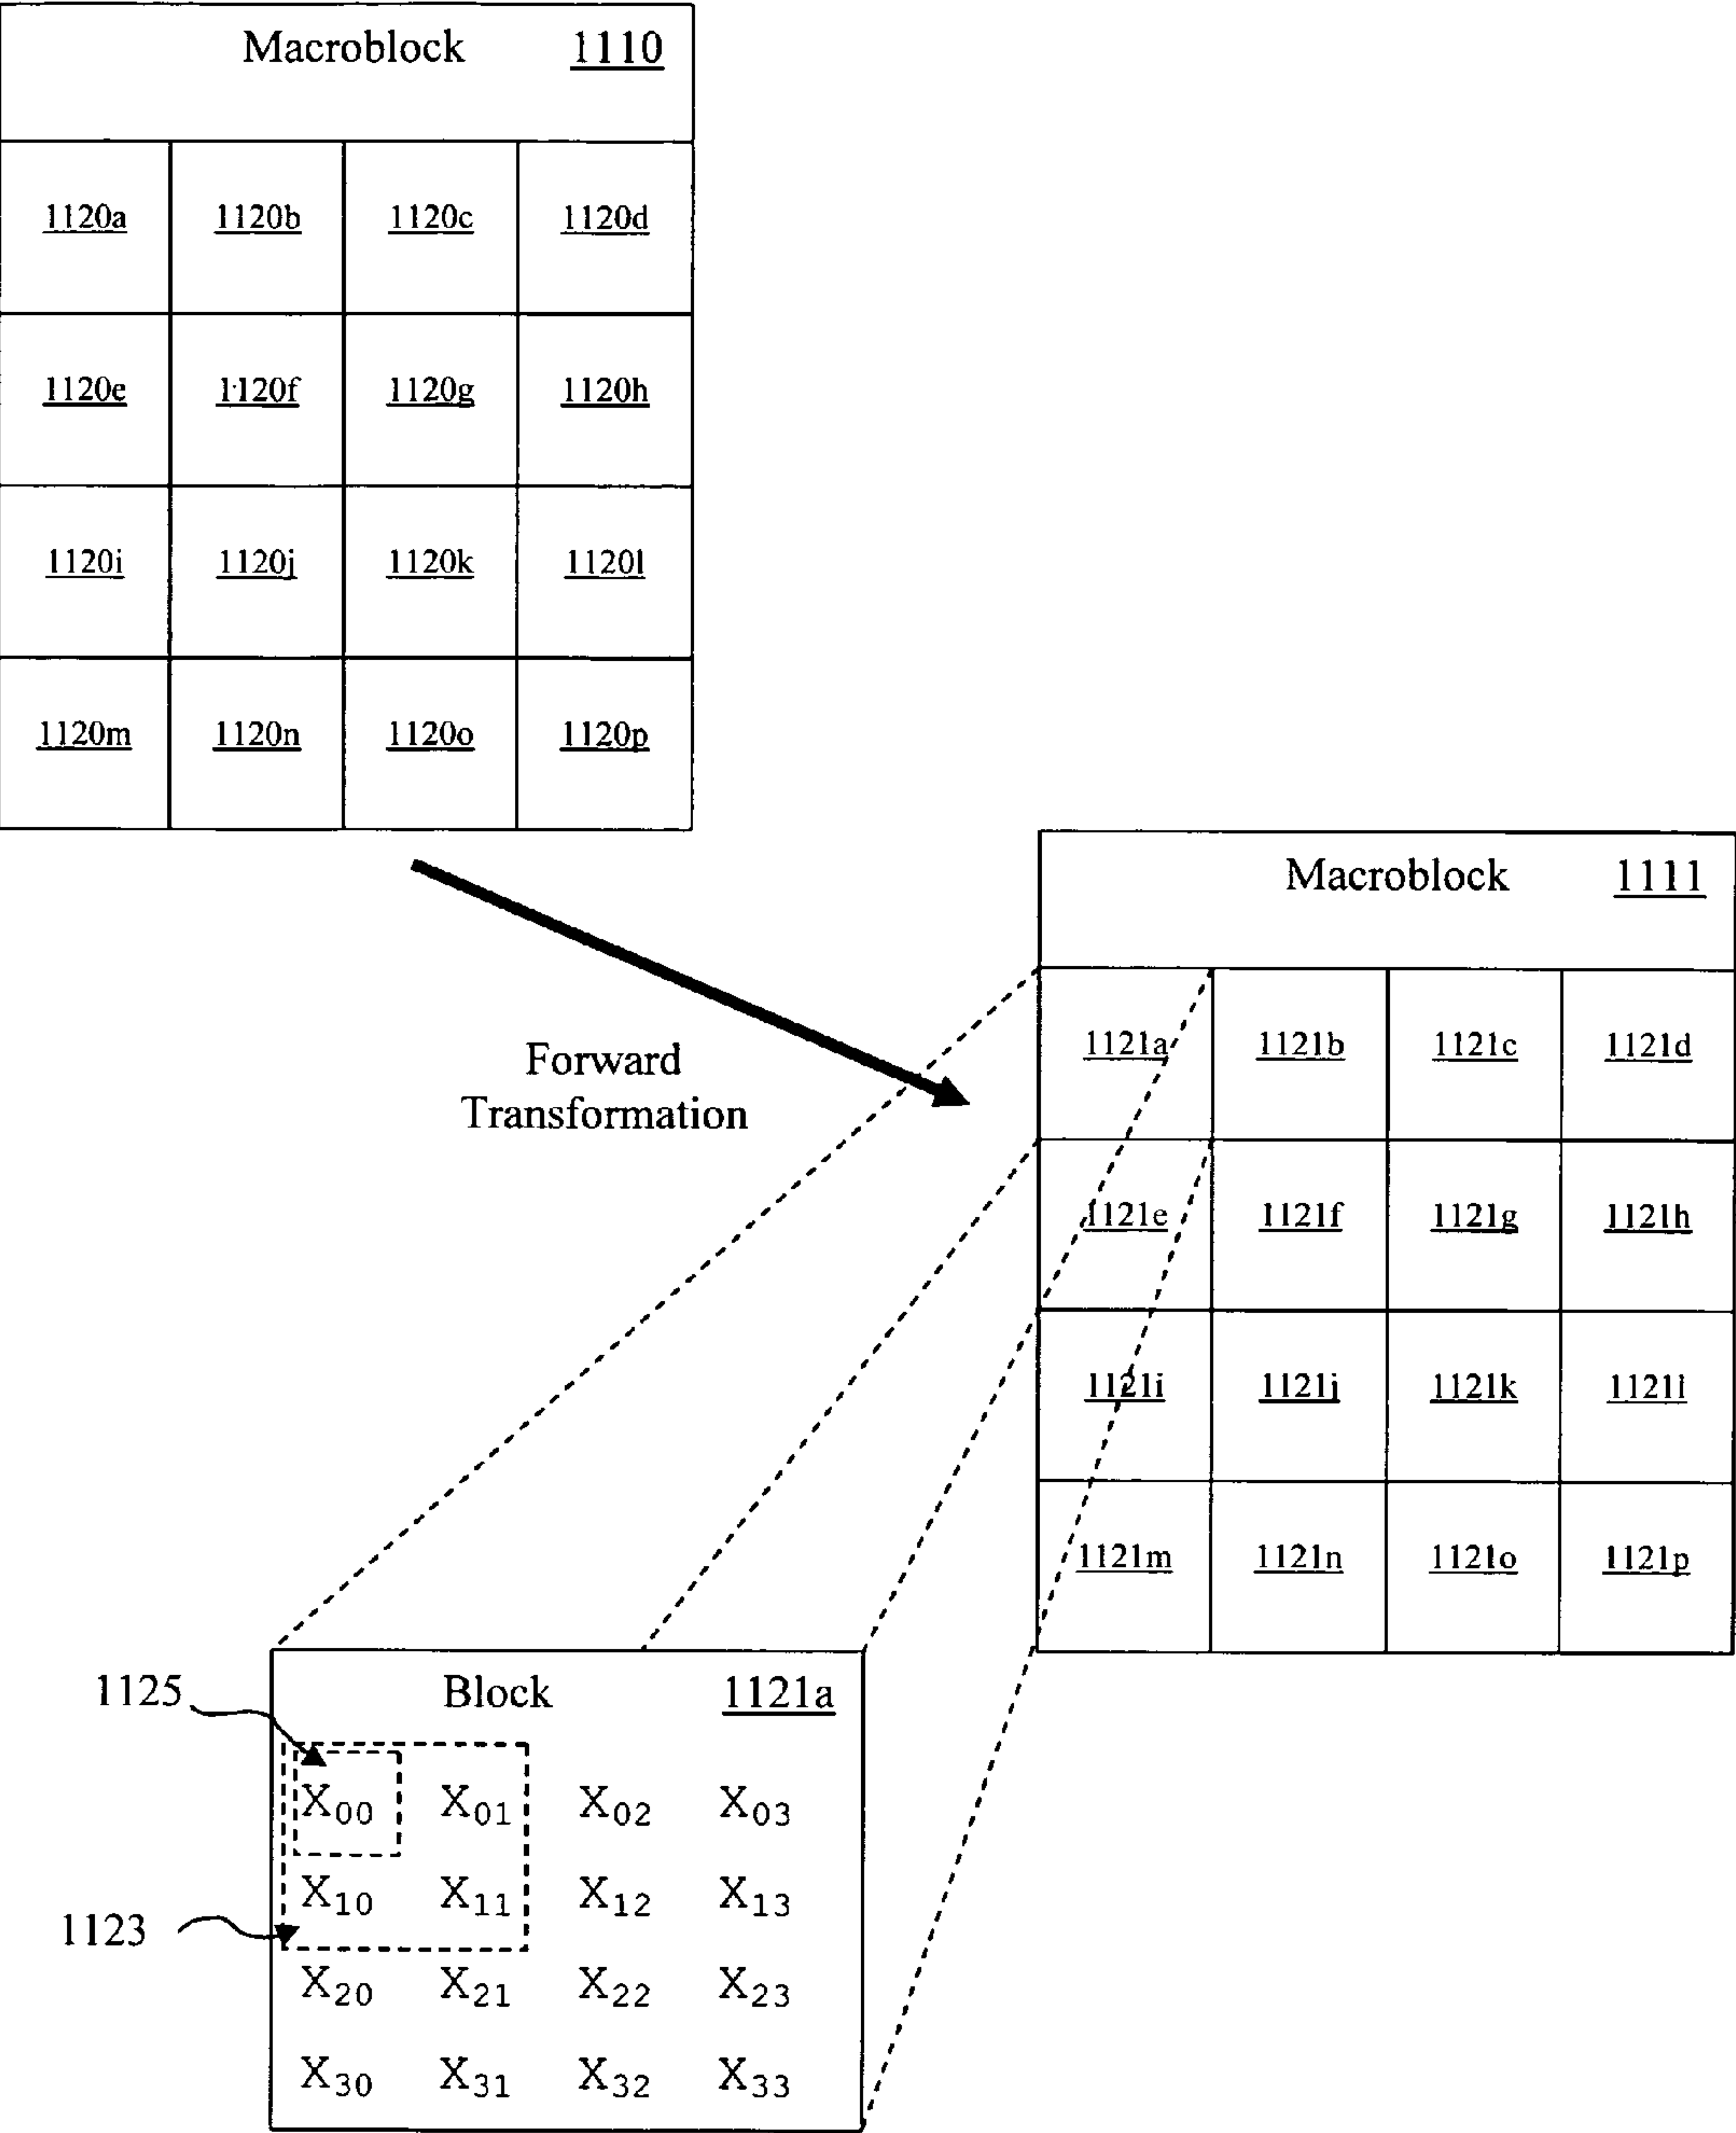 Macroblock 1110
1120a 1120b 1120c 1120d
1120e 1120f 1120g 1120h
1120i 1120j 1120k 1120l
1120m 1120n 1120o 1120p
Macroblock 1111
1121a 1121b 1121c 1121d
1121e 1121f 1121g 1121h
1121i 1121j 1121k 1121l
1121m 1121n 1121o 1121p
Forward
Transformation
Block 1121a
1125
X00 X01 X02 X03
X10 X11 X12 X13
1123
X20 X21 X22 X23
X30 X31 X32 X33